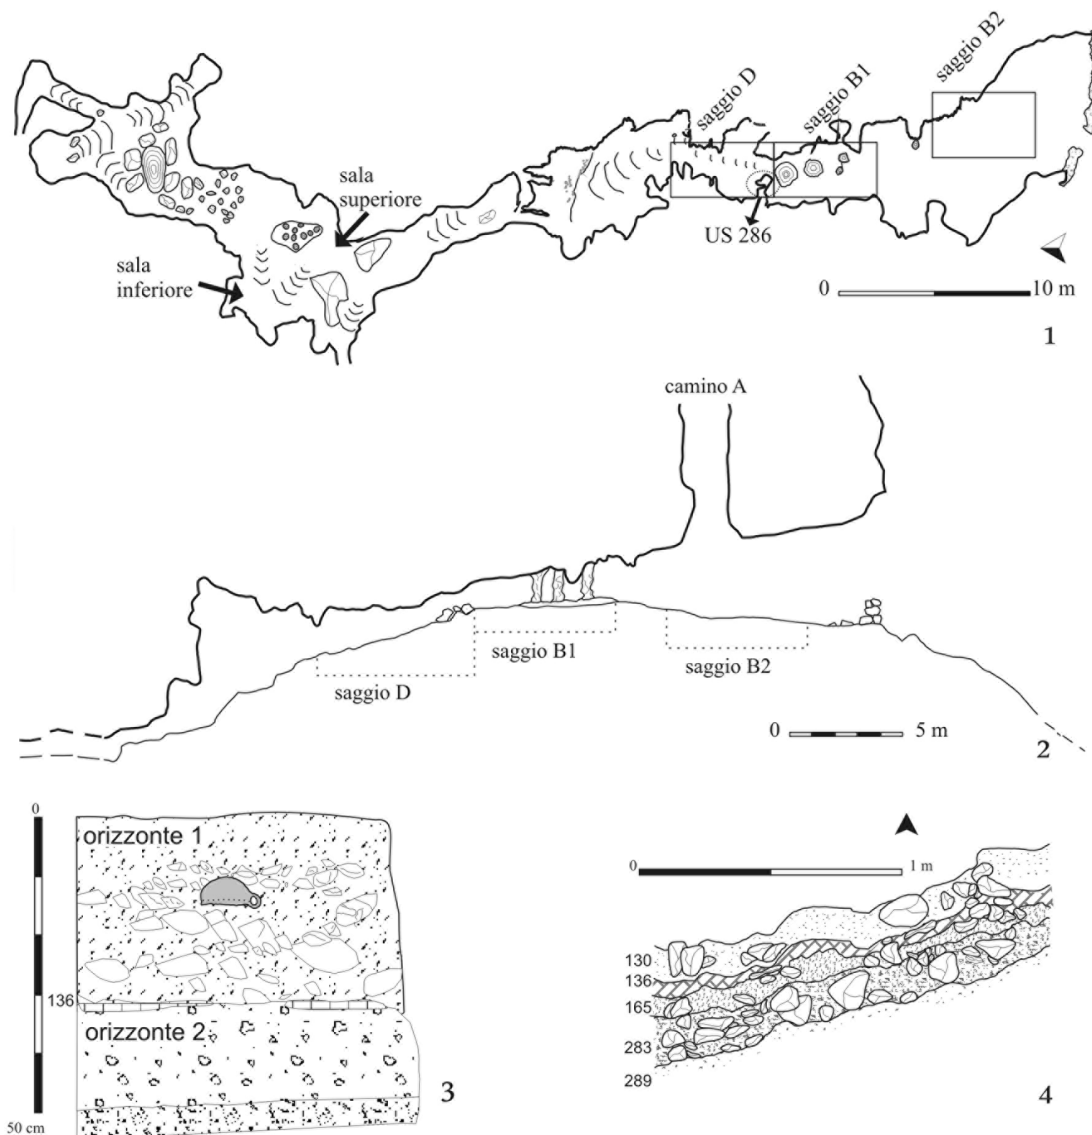 saggio D
saggio B1
saggio B2
sala
superiore
sala
inferiore
US 286
0
10 m
1
camino A
saggio B1
saggio B2
saggio D
0
5 m
2
0
orizzonte 1
136
orizzonte 2
50 cm
3
0
1 m
130
136
165
283
289
4